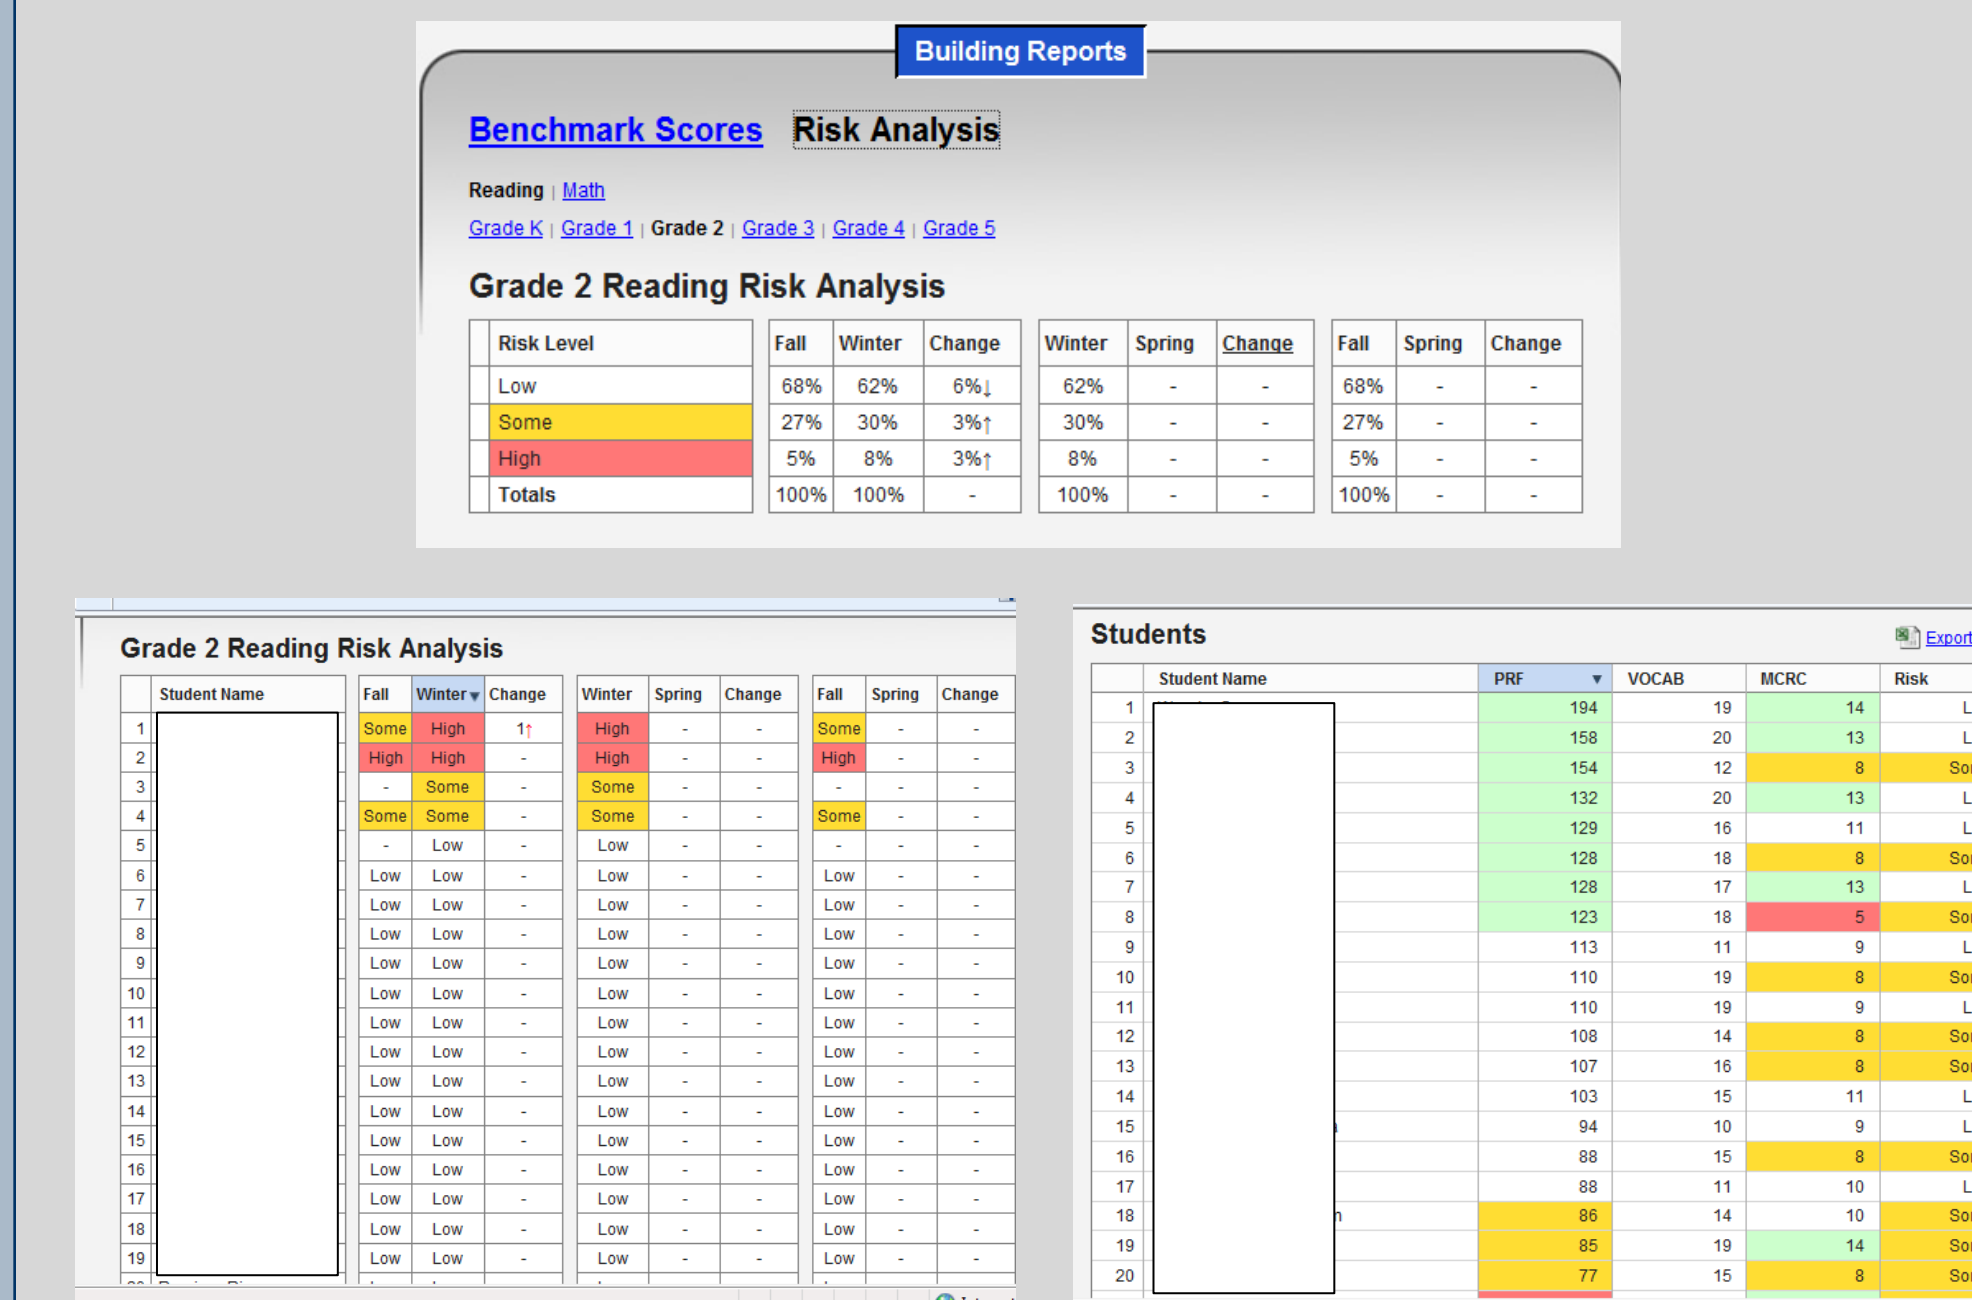 Building Reports
Benchmark Scores Risk Analysis
Reading | Math
Grade K | Grade 1 | Grade 2 | Grade 3 | Grade 4 | Grade 5
Grade 2 Reading Risk Analysis
Risk Level Fall Winter Change Winter Spring Change Fall Spring Change
Low 68% 62% 6%↓ 62% - - 68% - -
Some 27% 30% 3%↑ 30% - - 27% - -
High 5% 8% 3%↑ 8% - - 5% - -
Totals 100% 100% - 100% - - 100% - -
Grade 2 Reading Risk Analysis
Student Name Fall Winter ▼ Change Winter Spring Change Fall Spring Change
1 Some High 1↑ High - - Some - -
2 High High - High - - High - -
3 - Some - Some - - - - -
4 Some Some - Some - - Some - -
5 - Low - Low - - - - -
6 Low Low - Low - - Low - -
7 Low Low - Low - - Low - -
8 Low Low - Low - - Low - -
9 Low Low - Low - - Low - -
10 Low Low - Low - - Low - -
11 Low Low - Low - - Low - -
12 Low Low - Low - - Low - -
13 Low Low - Low - - Low - -
14 Low Low - Low - - Low - -
15 Low Low - Low - - Low - -
16 Low Low - Low - - Low - -
17 Low Low - Low - - Low - -
18 Low Low - Low - - Low - -
19 Low Low - Low - - Low - -
Students
Export
Student Name PRF ▼ VOCAB MCRC Risk
1 194 19 14 L
2 158 20 13 L
3 154 12 8 So
4 132 20 13 L
5 129 16 11 L
6 128 18 8 So
7 128 17 13 L
8 123 18 5 So
9 113 11 9 L
10 110 19 8 So
11 110 19 9 L
12 108 14 8 So
13 107 16 8 So
14 103 15 11 L
15 94 10 9 L
16 88 15 8 So
17 88 11 10 L
18 86 14 10 So
19 85 19 14 So
20 77 15 8 So